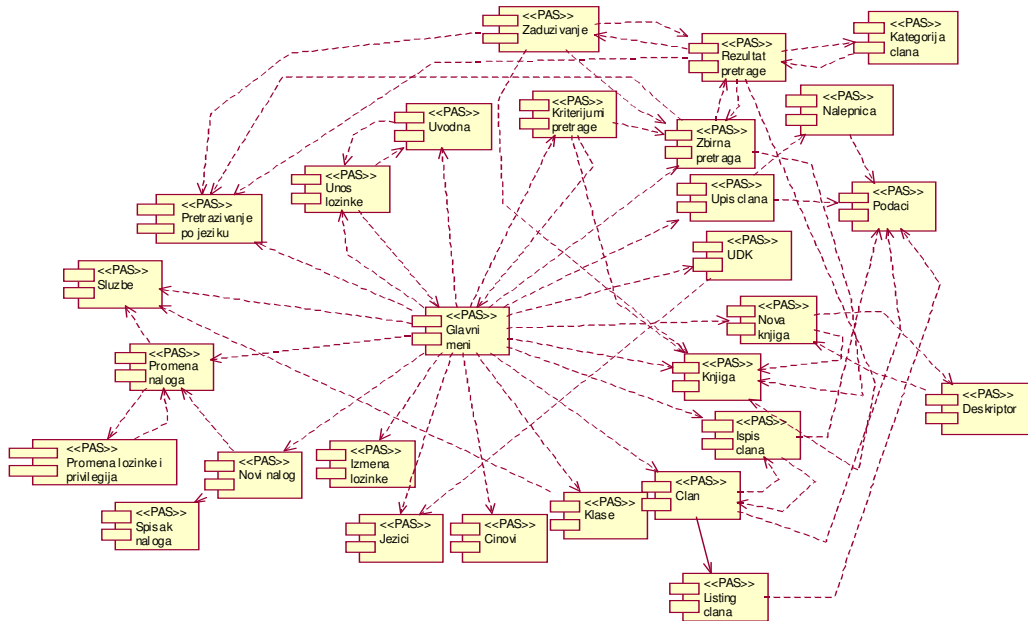 <<PAS>>
Zaduzivanje
<<PAS>>
Rezultat
pretrage
<<PAS>>
Kategorija
clana
<<PAS>>
Uvodna
<<PAS>>
Kriterijumi
pretrage
<<PAS>>
Zbirna
pretraga
<<PAS>>
Nalepnica
<<PAS>>
Unos
lozinke
<<PAS>>
Upis clana
<<PAS>>
Podaci
<<PAS>>
Pretrazivanje
po jeziku
<<PAS>>
UDK
<<PAS>>
Sluzbe
<<PAS>>
Glavni
meni
<<PAS>>
Nova
knjiga
<<PAS>>
Promena
naloga
<<PAS>>
Knjiga
<<PAS>>
Deskriptor
<<PAS>>
Ispis
clana
<<PAS>>
Promena lozinke i
privilegija
<<PAS>>
Novi nalog
<<PAS>>
Izmena
lozinke
<<PAS>>
Clan
<<PAS>>
Klase
<<PAS>>
Spisak
naloga
<<PAS>>
Jezici
<<PAS>>
Cinovi
<<PAS>>
Listing
clana